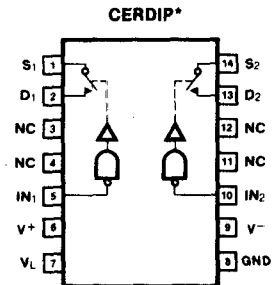 CERDIP*
S₁ 1 14 S₂
D₁ 2 13 D₂
NC 3 12 NC
NC 4 11 NC
IN₁ 5 10 IN₂
V+ 6 9 V−
VL 7 8 GND